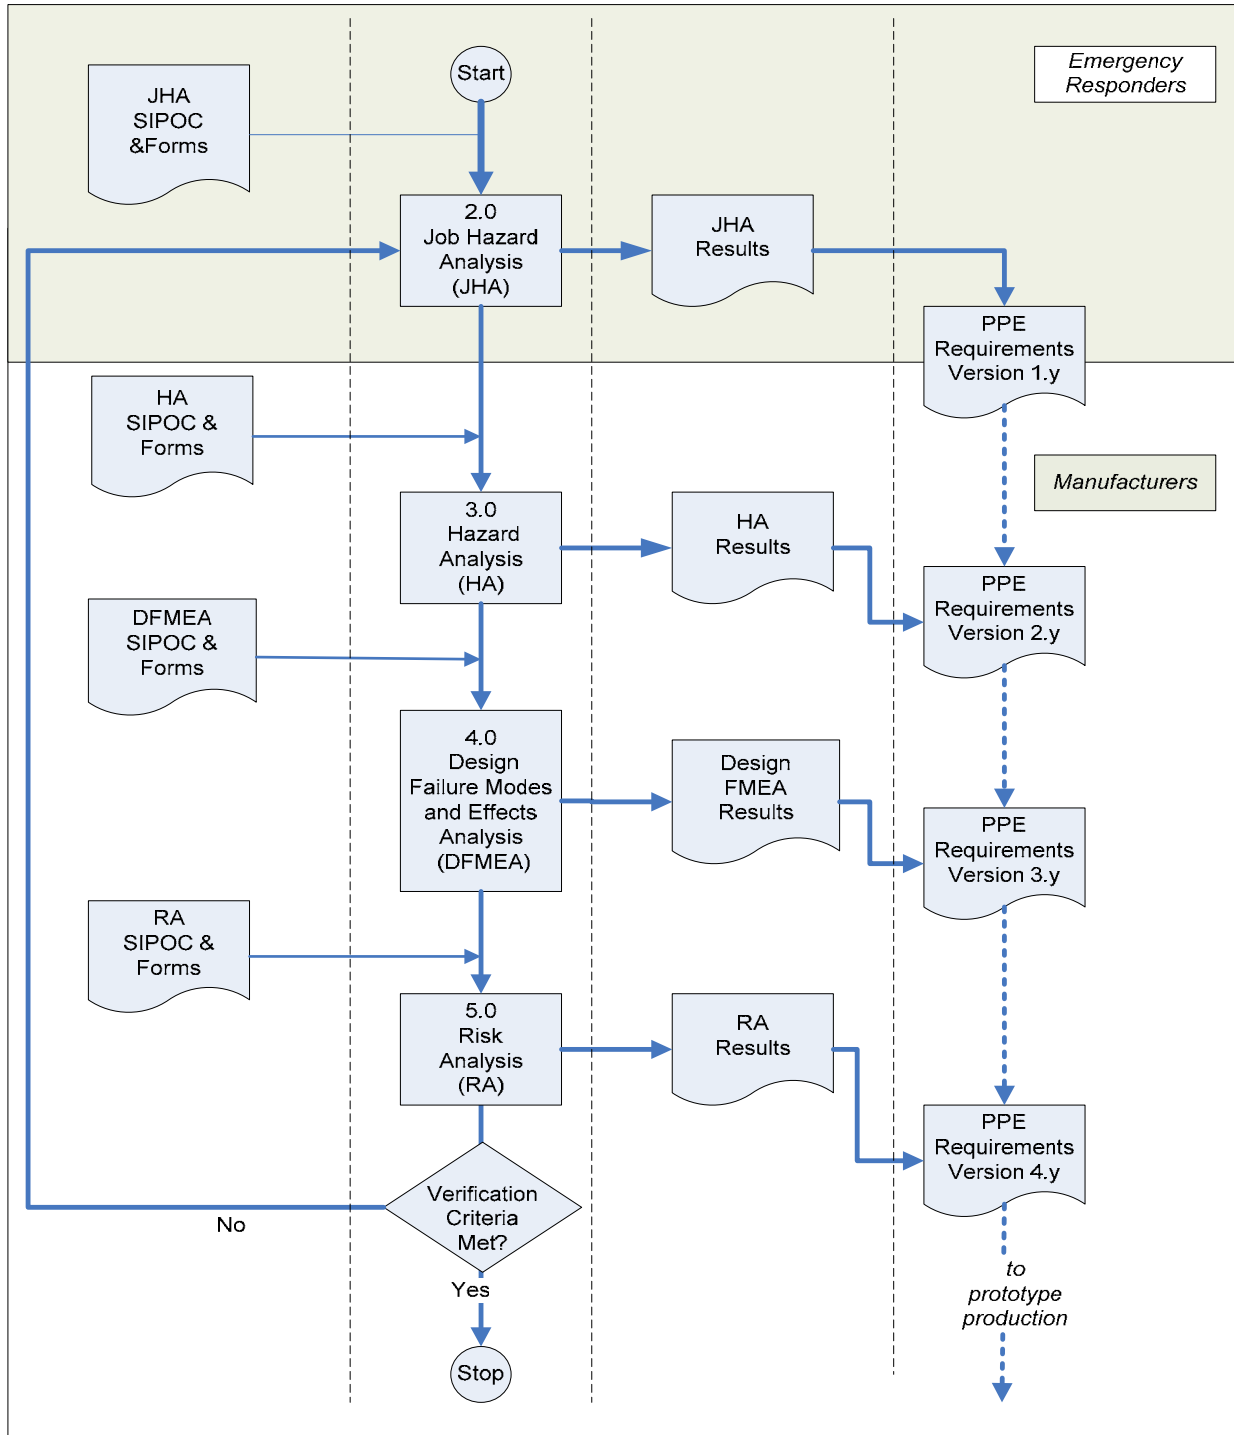 Start
Emergency
Responders
JHA
SIPOC
&Forms
2.0
Job Hazard
Analysis
(JHA)
JHA
Results
PPE
Requirements
Version 1.y
HA
SIPOC &
Forms
Manufacturers
3.0
Hazard
Analysis
(HA)
HA
Results
PPE
Requirements
Version 2.y
DFMEA
SIPOC &
Forms
4.0
Design
Failure Modes
and Effects
Analysis
(DFMEA)
Design
FMEA
Results
PPE
Requirements
Version 3.y
RA
SIPOC &
Forms
5.0
Risk
Analysis
(RA)
RA
Results
PPE
Requirements
Version 4.y
Verification
Criteria
Met?
No
Yes
to
prototype
production
Stop